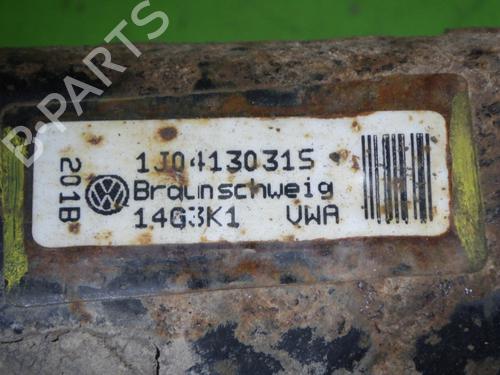 201B
1J0413031S
Braunschweig
14G3K1 VWA
B-PARTS